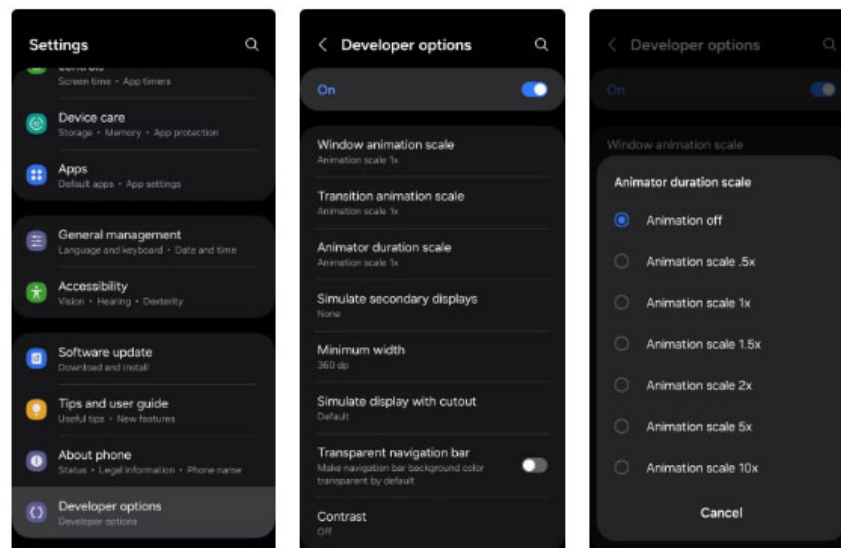 Settings
Controls
Screen time • App timers
Device care
Storage • Memory • App protection
Apps
Default apps • App settings
General management
Language and keyboard • Date and time
Accessibility
Vision • Hearing • Dexterity
Software update
Download and install
Tips and user guide
Useful tips • New features
About phone
Status • Legal information • Phone name
Developer options
Developer options
Developer options
On
Window animation scale
Animation scale 1x
Transition animation scale
Animation scale 1x
Animator duration scale
Animation scale 1x
Simulate secondary displays
None
Minimum width
360 dp
Simulate display with cutout
Default
Transparent navigation bar
Make navigation bar background color
transparent by default
Contrast
Off
Developer options
On
Window animation scale
Animator duration scale
Animation off
Animation scale .5x
Animation scale 1x
Animation scale 1.5x
Animation scale 2x
Animation scale 5x
Animation scale 10x
Cancel